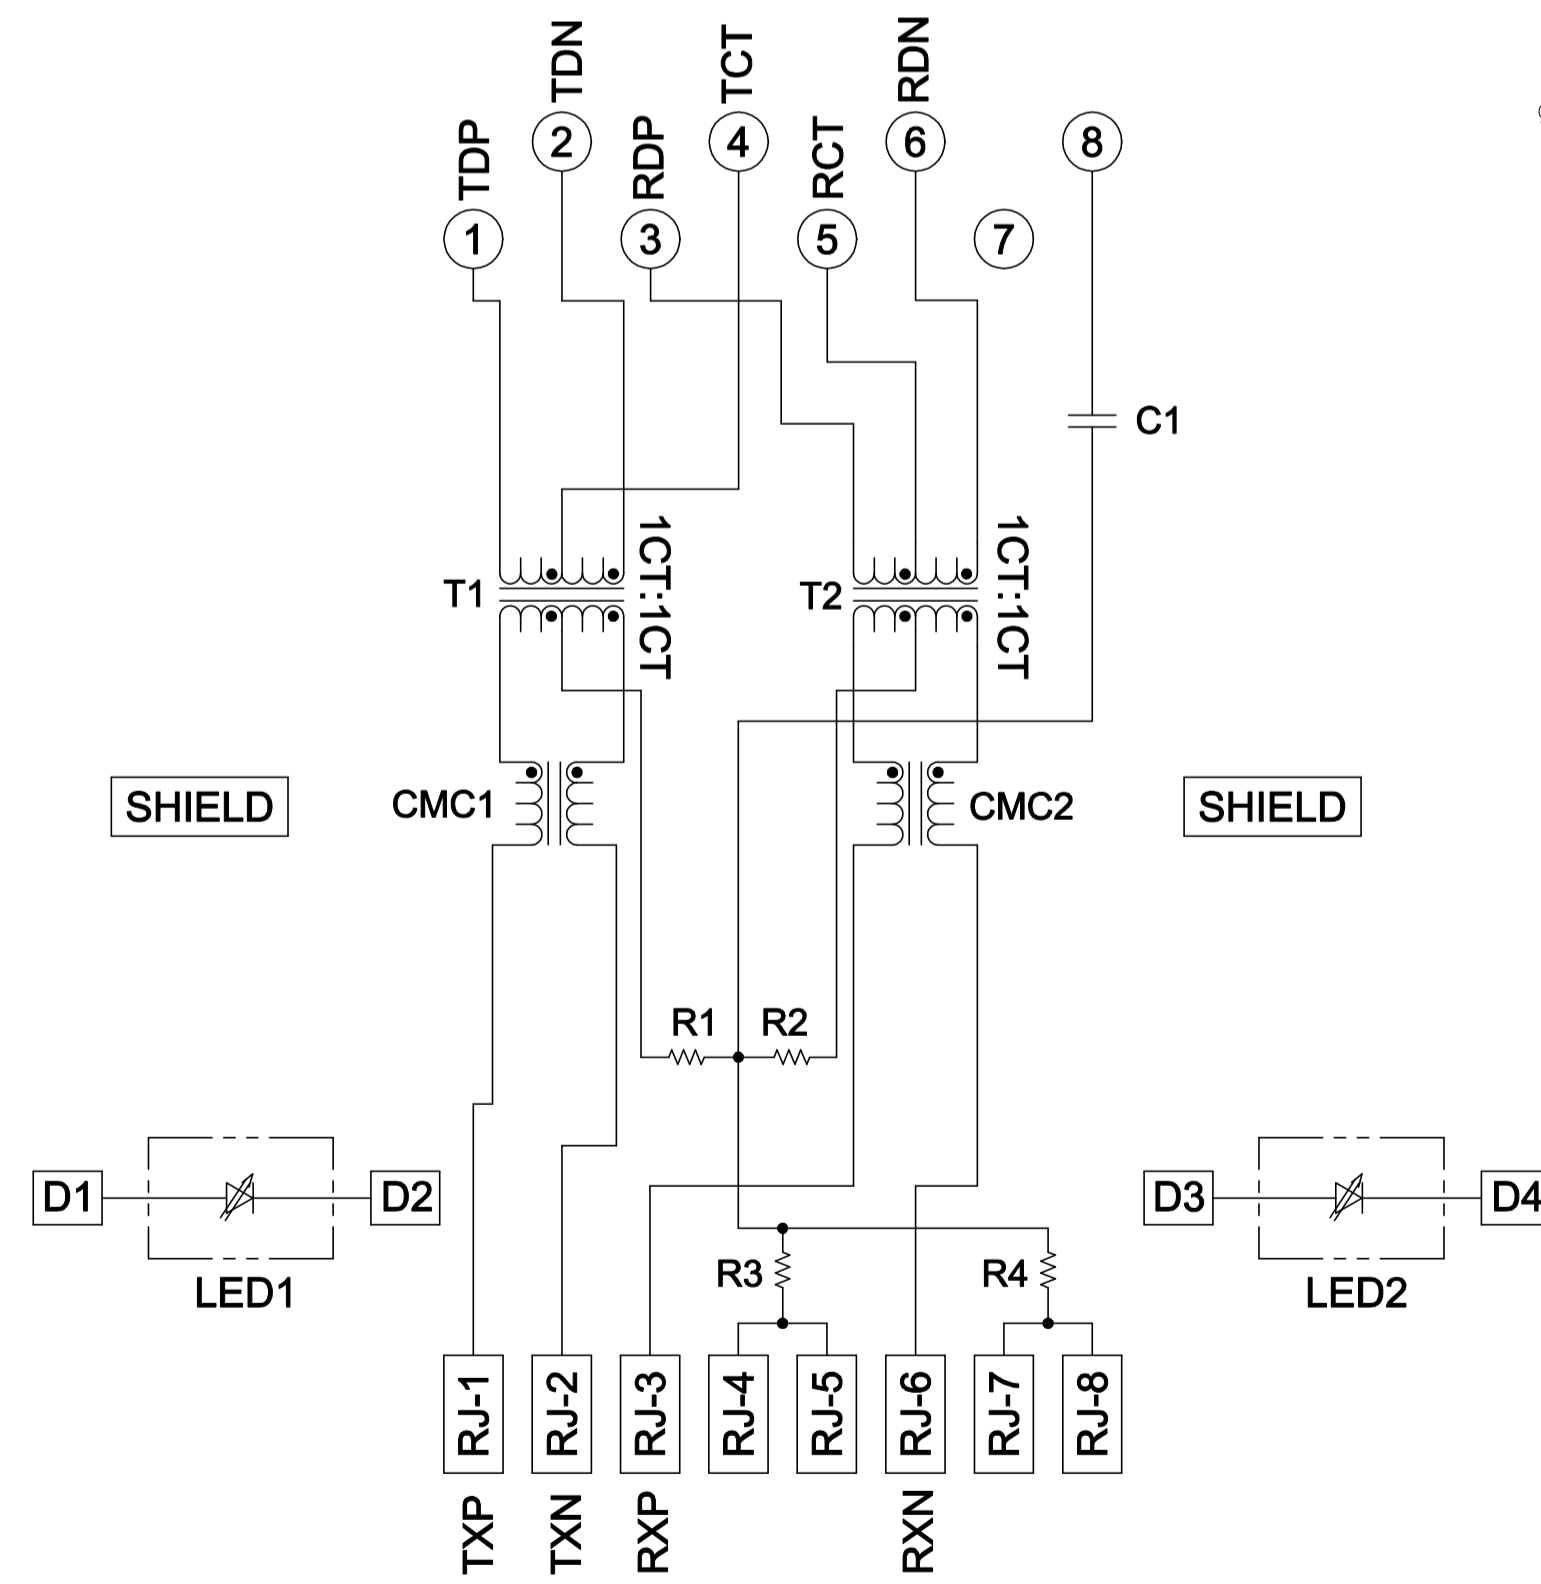 TDP
TDN
RDP
TCT
RCT
RDN
1
2
3
4
5
6
7
8
C1
T1
1CT:1CT
T2
1CT:1CT
SHIELD
CMC1
CMC2
SHIELD
R1
R2
D1
D2
LED1
D3
D4
LED2
R3
R4
RJ-1
RJ-2
RJ-3
RJ-4
RJ-5
RJ-6
RJ-7
RJ-8
TXP
TXN
RXP
RXN